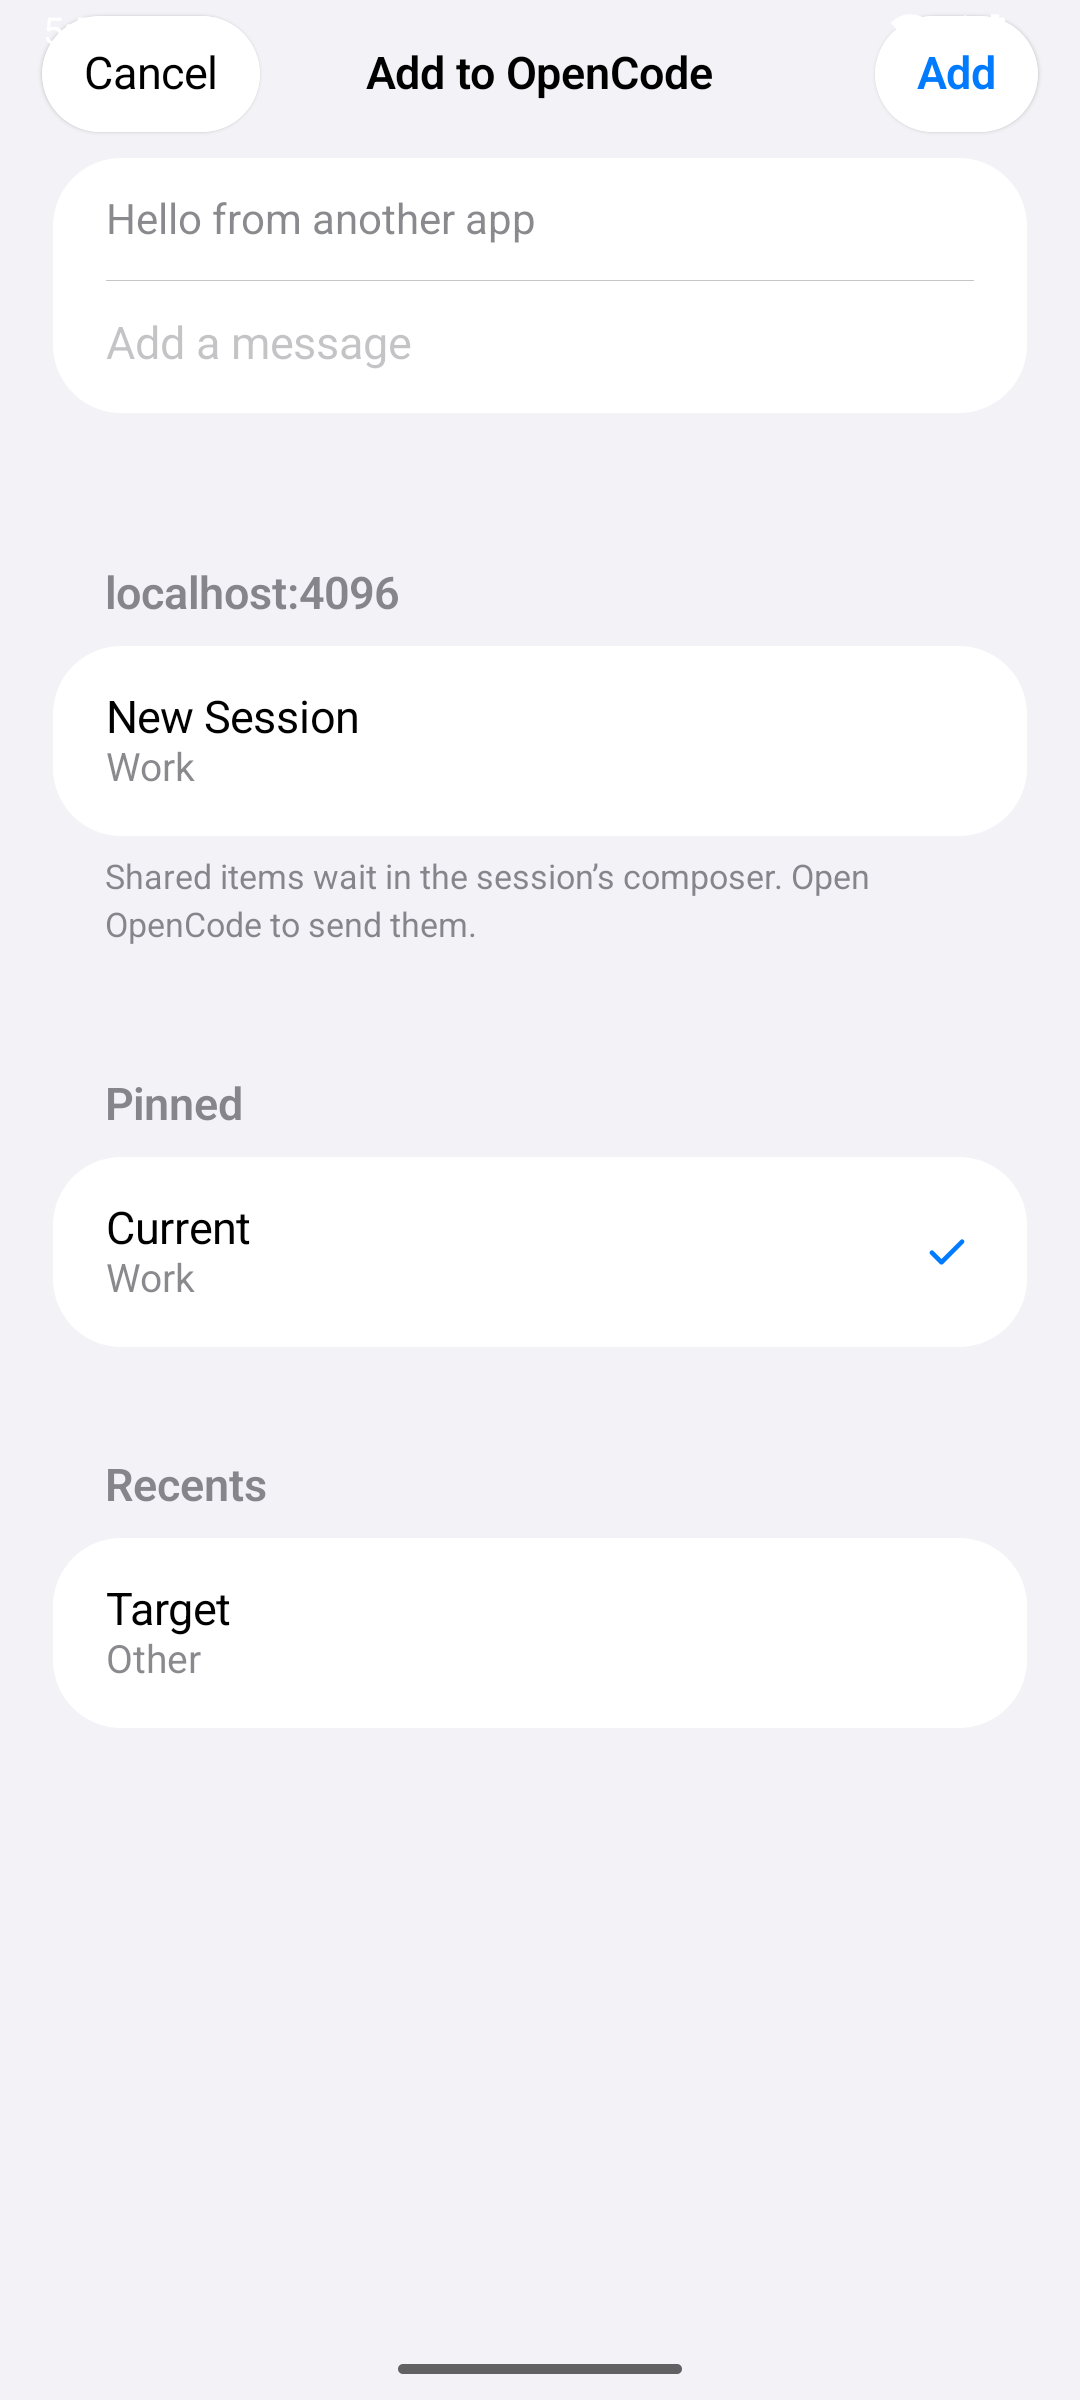 Cancel
Add to OpenCode
Add
Hello from another app
Add a message
localhost:4096
New Session
Work
Shared items wait in the session’s composer. Open
OpenCode to send them.
Pinned
Current
Work
Recents
Target
Other